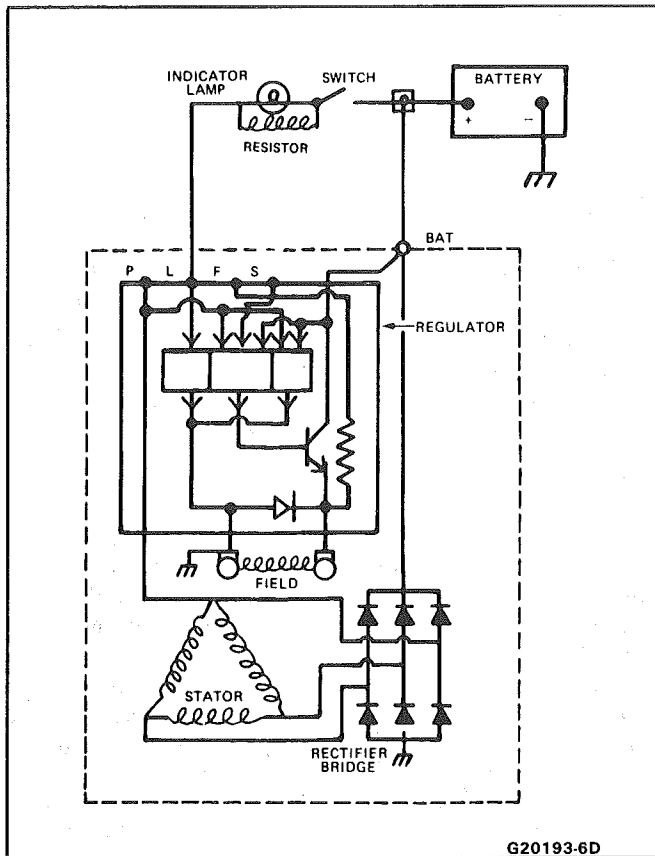 INDICATOR
LAMP
SWITCH
BATTERY
+ −
RESISTOR
BAT
P L F S
REGULATOR
FIELD
STATOR
RECTIFIER
BRIDGE
G20193-6D